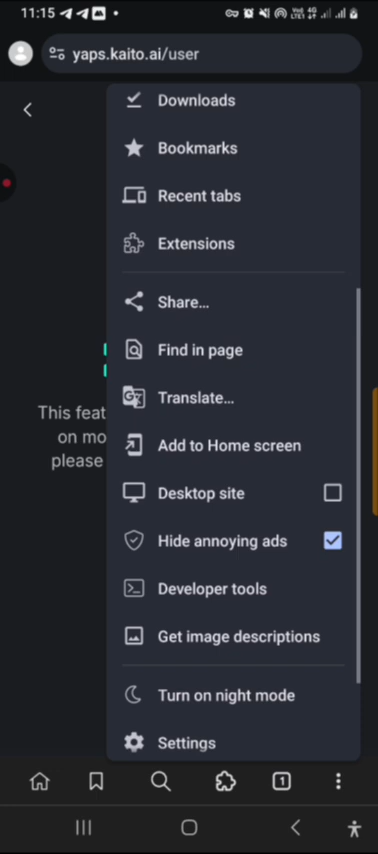 11:15
yaps.kaito.ai/user
Downloads
Bookmarks
Recent tabs
Extensions
Share...
Find in page
This feat
Translate...
on mo
Add to Home screen
please
Desktop site
Hide annoying ads
Developer tools
Get image descriptions
Turn on night mode
Settings
1